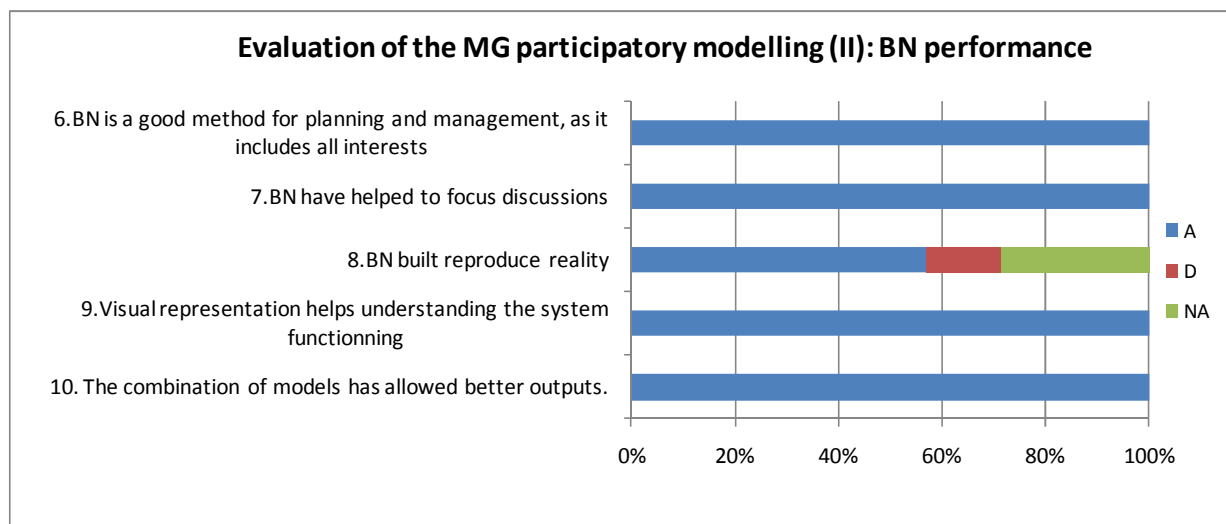 Evaluation of the MG participatory modelling (II): BN performance
6.BN is a good method for planning and management, as it
includes all interests
7.BN have helped to focus discussions
8.BN built reproduce reality
9.Visual representation helps understanding the system
functionning
10. The combination of models has allowed better outputs.
A
D
NA
0% 20% 40% 60% 80% 100%